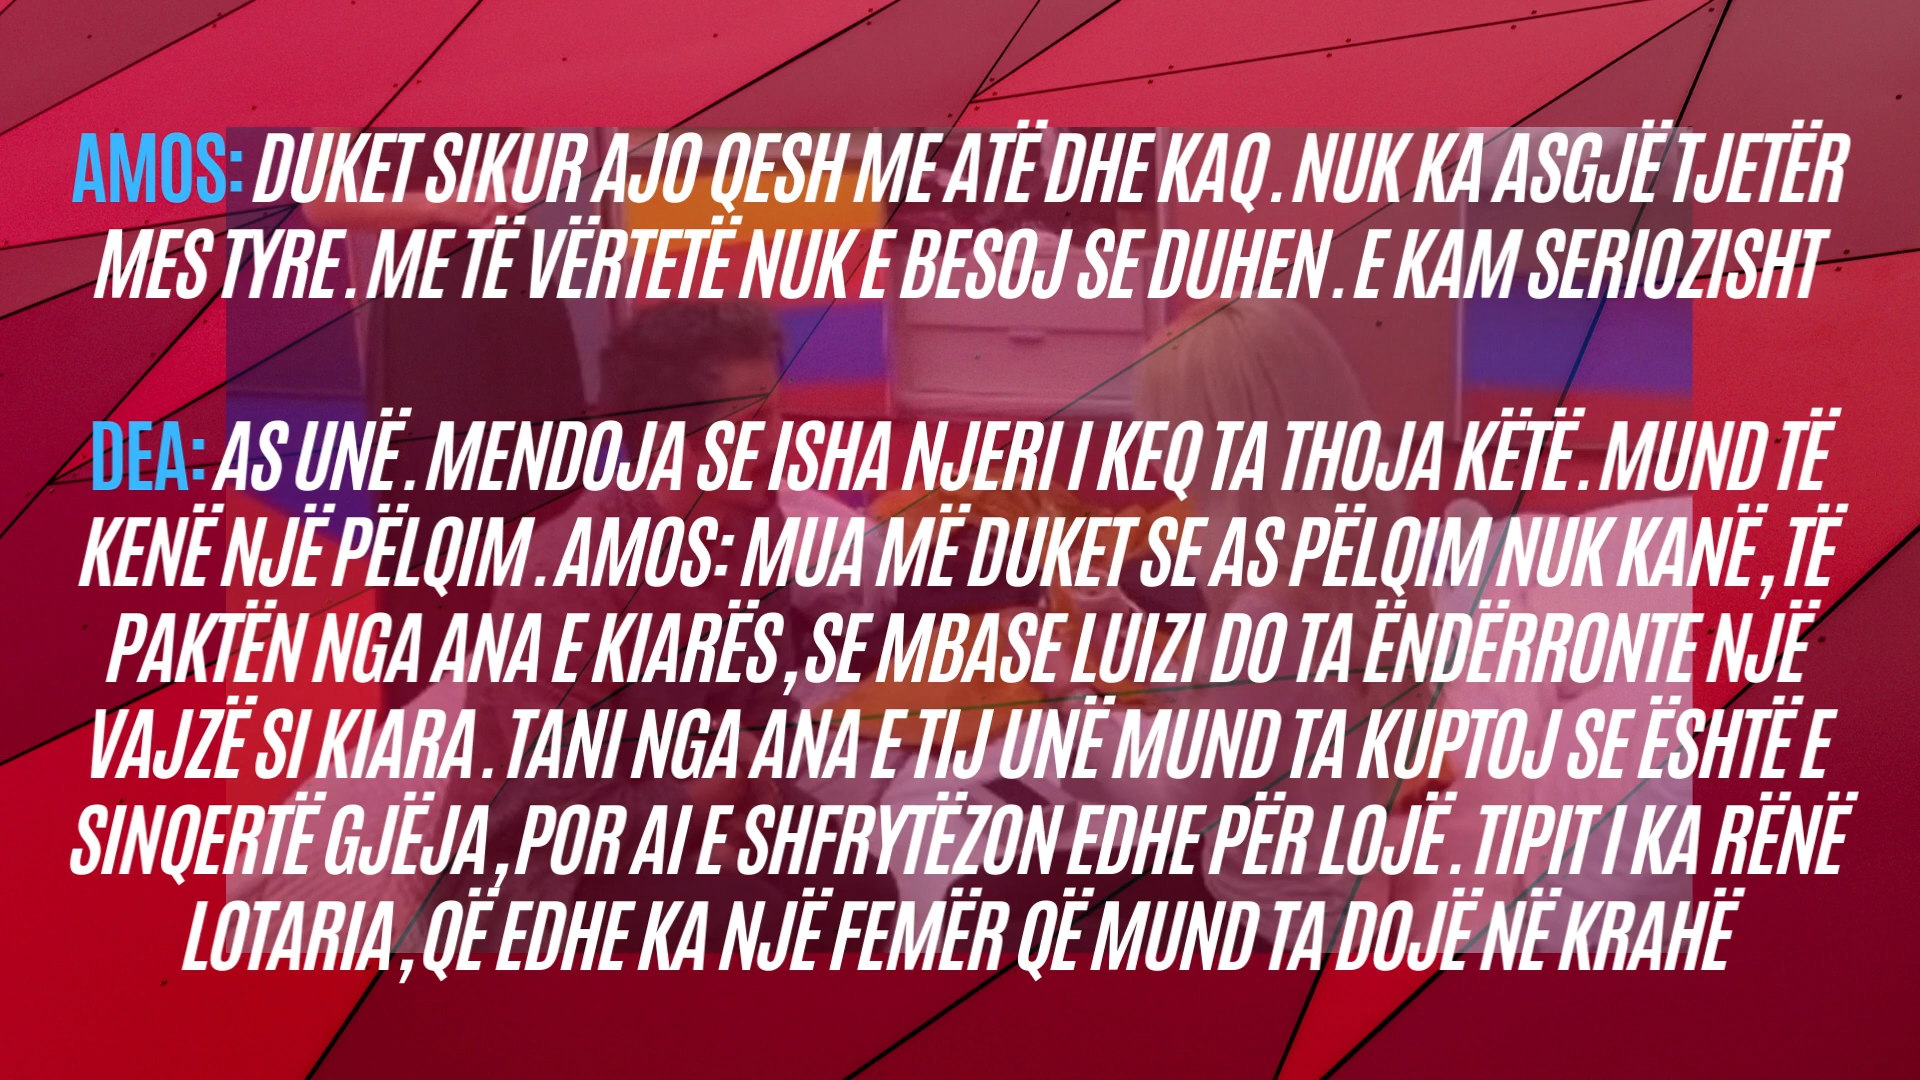 AMOS: DUKET SIKUR AJO QESH ME ATË DHE KAQ. NUK KA ASGJË TJETËR
MES TYRE. ME TË VËRTETË NUK E BESOJ SE DUHEN. E KAM SERIOZISHT
DEA: AS UNË. MENDOJA SE ISHA NJERI I KEQ TA THOJA KËTË. MUND TË
KENË NJË PËLQIM. AMOS: MUA MË DUKET SE AS PËLQIM NUK KANË, TË
PAKTËN NGA ANA E KIARËS, SE MBASE LUIZI DO TA ËNDËRRONTE NJË
VAJZË SI KIARA. TANI NGA ANA E TIJ UNË MUND TA KUPTOJ SE ËSHTË E
SINQERTË GJËJA, POR AI E SHFRYTËZON EDHE PËR LOJË. TIPIT I KA RËNË
LOTARIA, QË EDHE KA NJË FEMËR QË MUND TA DOJË NË KRAHË